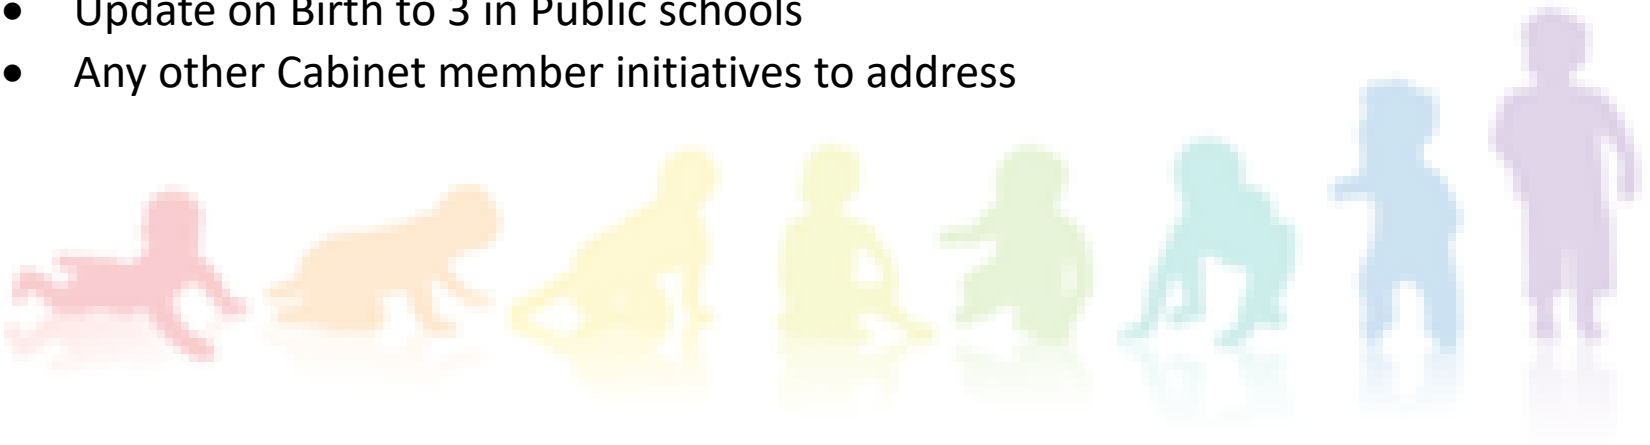 • Update on Birth to 3 in Public schools
• Any other Cabinet member initiatives to address